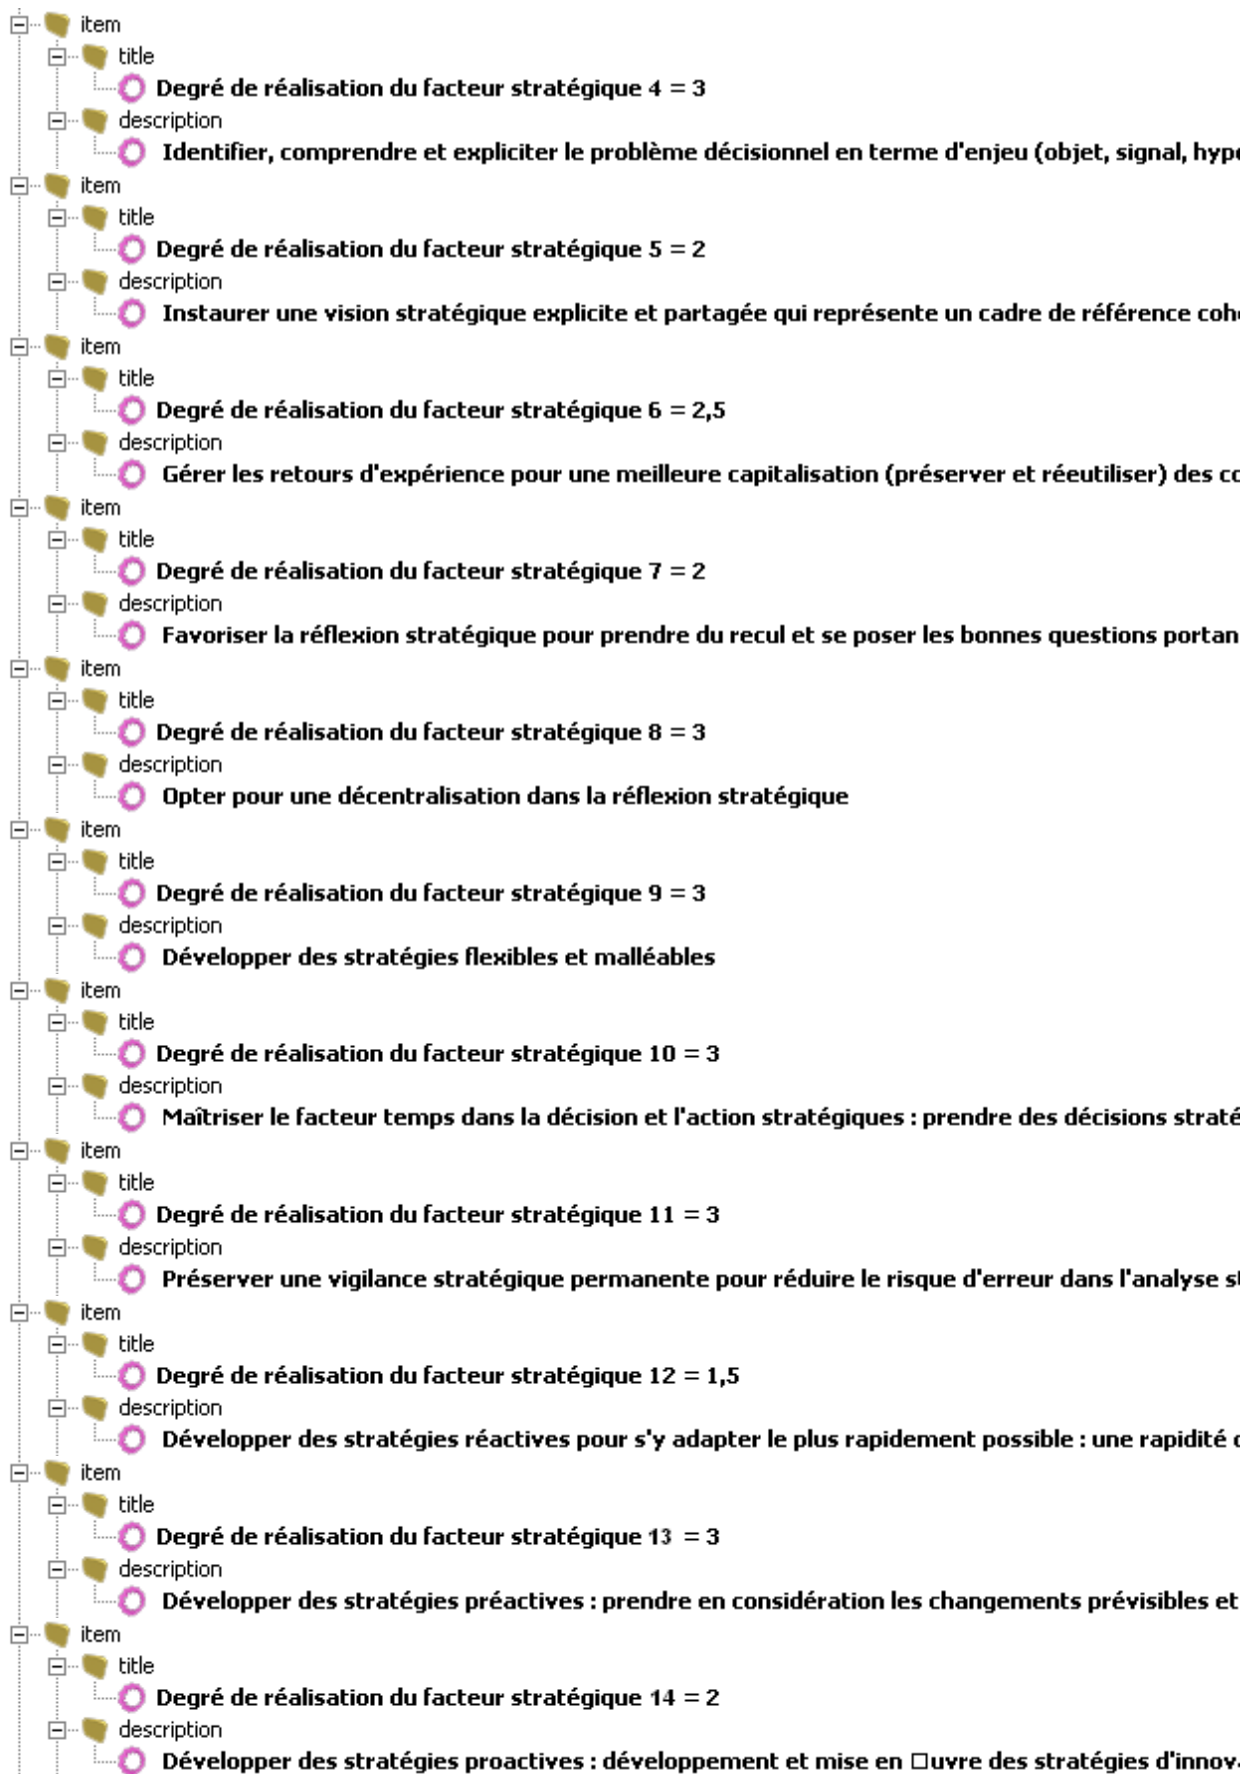 item
title
Degré de réalisation du facteur stratégique 4 = 3
description
Identifier, comprendre et expliciter le problème décisionnel en terme d'enjeu (objet, signal, hyp
item
title
Degré de réalisation du facteur stratégique 5 = 2
description
Instaurer une vision stratégique explicite et partagée qui représente un cadre de référence coh
item
title
Degré de réalisation du facteur stratégique 6 = 2,5
description
Gérer les retours d'expérience pour une meilleure capitalisation (préserver et réeutiliser) des co
item
title
Degré de réalisation du facteur stratégique 7 = 2
description
Favoriser la réflexion stratégique pour prendre du recul et se poser les bonnes questions portan
item
title
Degré de réalisation du facteur stratégique 8 = 3
description
Opter pour une décentralisation dans la réflexion stratégique
item
title
Degré de réalisation du facteur stratégique 9 = 3
description
Développer des stratégies flexibles et malléables
item
title
Degré de réalisation du facteur stratégique 10 = 3
description
Maîtriser le facteur temps dans la décision et l'action stratégiques : prendre des décisions straté
item
title
Degré de réalisation du facteur stratégique 11 = 3
description
Préserver une vigilance stratégique permanente pour réduire le risque d'erreur dans l'analyse st
item
title
Degré de réalisation du facteur stratégique 12 = 1,5
description
Développer des stratégies réactives pour s'y adapter le plus rapidement possible : une rapidité
item
title
Degré de réalisation du facteur stratégique 13 = 3
description
Développer des stratégies préactives : prendre en considération les changements prévisibles et
item
title
Degré de réalisation du facteur stratégique 14 = 2
description
Développer des stratégies proactives : développement et mise en □uvre des stratégies d'innova